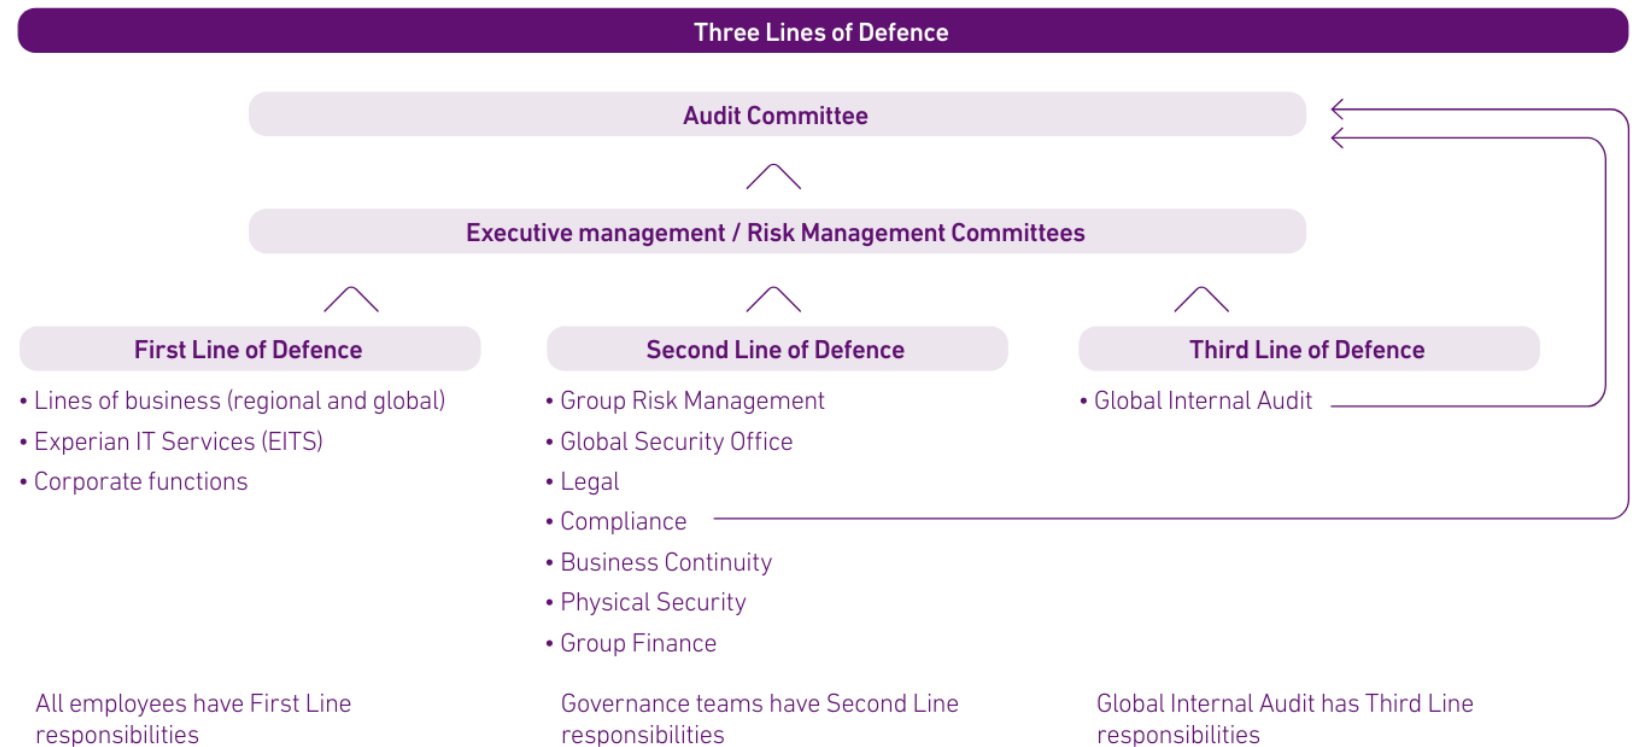 Three Lines of Defence
Audit Committee
Executive management / Risk Management Committees
First Line of Defence
• Lines of business (regional and global)
• Experian IT Services (EITS)
• Corporate functions
All employees have First Line
responsibilities
Second Line of Defence
• Group Risk Management
• Global Security Office
• Legal
• Compliance
• Business Continuity
• Physical Security
• Group Finance
Governance teams have Second Line
responsibilities
Third Line of Defence
• Global Internal Audit
Global Internal Audit has Third Line
responsibilities